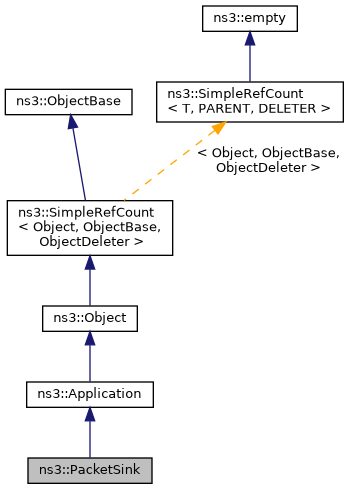 ns3::empty
ns3::ObjectBase
ns3::SimpleRefCount
< T, PARENT, DELETER >
< Object, ObjectBase,
ObjectDeleter >
ns3::SimpleRefCount
< Object, ObjectBase,
ObjectDeleter >
ns3::Object
ns3::Application
ns3::PacketSink